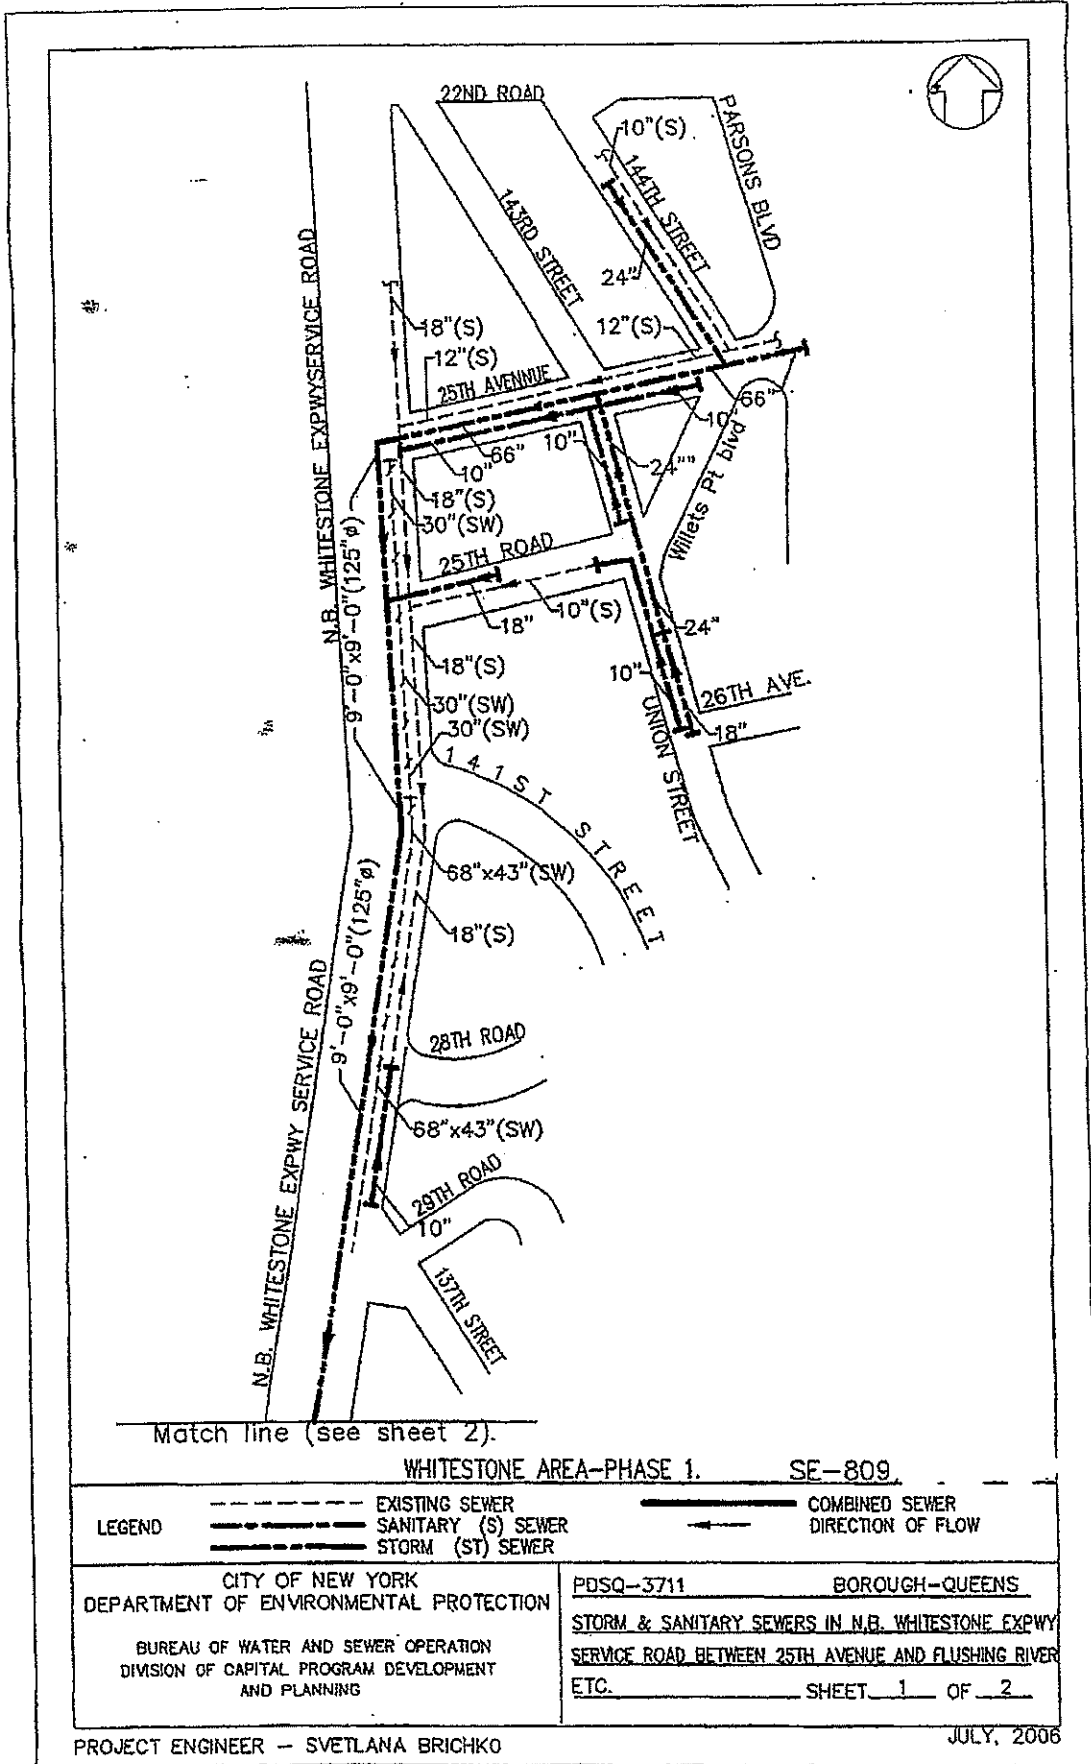 22ND ROAD
PARSONS BLVD
10"(S)
144TH STREET
143RD STREET
24"
N.B. WHITESTONE EXPWYSERVICE ROAD
18"(S)
12"(S)
12"(S)
25TH AVENNUE
66"
10"
66"
10"
10"
24""
Willets Pt blvd
18"(S)
30"(SW)
9'-0"x9'-0"(125"ø)
25TH ROAD
10"(S)
18"
24"
18"(S)
10"
26TH AVE.
30"(SW)
30"(SW)
18"
UNION STREET
141ST STREET
68"x43"(SW)
18"(S)
9'-0"x9'-0"(125"ø)
28TH ROAD
N.B. WHITESTONE EXPWY SERVICE ROAD
68"x43"(SW)
29TH ROAD
10"
137TH STREET
Match line (see sheet 2).
WHITESTONE AREA-PHASE 1. SE-809.
LEGEND
EXISTING SEWER
SANITARY (S) SEWER
STORM (ST) SEWER
COMBINED SEWER
DIRECTION OF FLOW
CITY OF NEW YORK
DEPARTMENT OF ENVIRONMENTAL PROTECTION
BUREAU OF WATER AND SEWER OPERATION
DIVISION OF CAPITAL PROGRAM DEVELOPMENT
AND PLANNING
PDSQ-3711 BOROUGH-QUEENS
STORM & SANITARY SEWERS IN N.B. WHITESTONE EXPWY
SERVICE ROAD BETWEEN 25TH AVENUE AND FLUSHING RIVER
ETC. SHEET 1 OF 2
PROJECT ENGINEER - SVETLANA BRICHKO
JULY, 2006